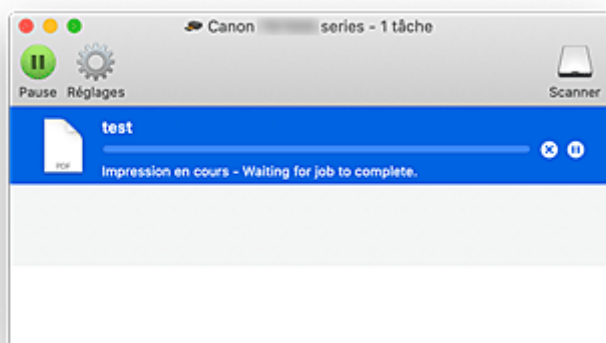 Canon series - 1 tâche
Pause Réglages Scanner
test
PDF
Impression en cours - Waiting for job to complete.